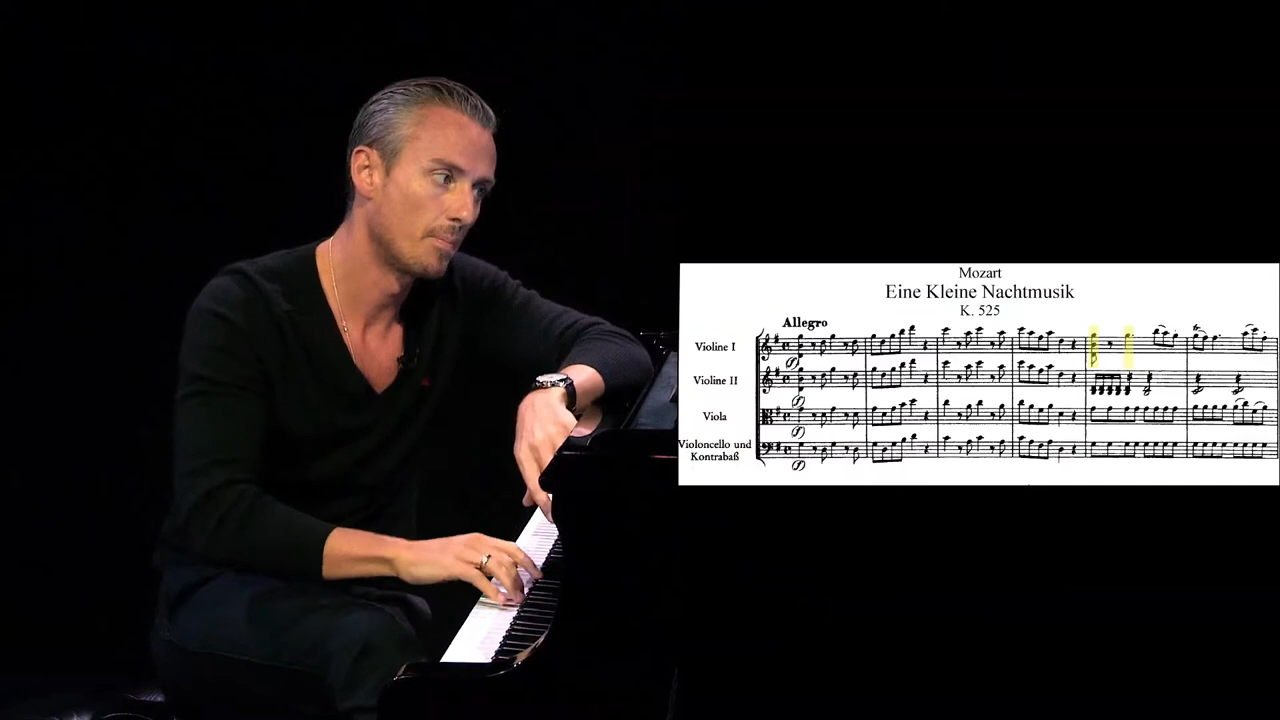 Mozart
Eine Kleine Nachtmusik
K. 525
Allegro
Violine I
Violine II
Viola
Violoncello und
Kontrabaß